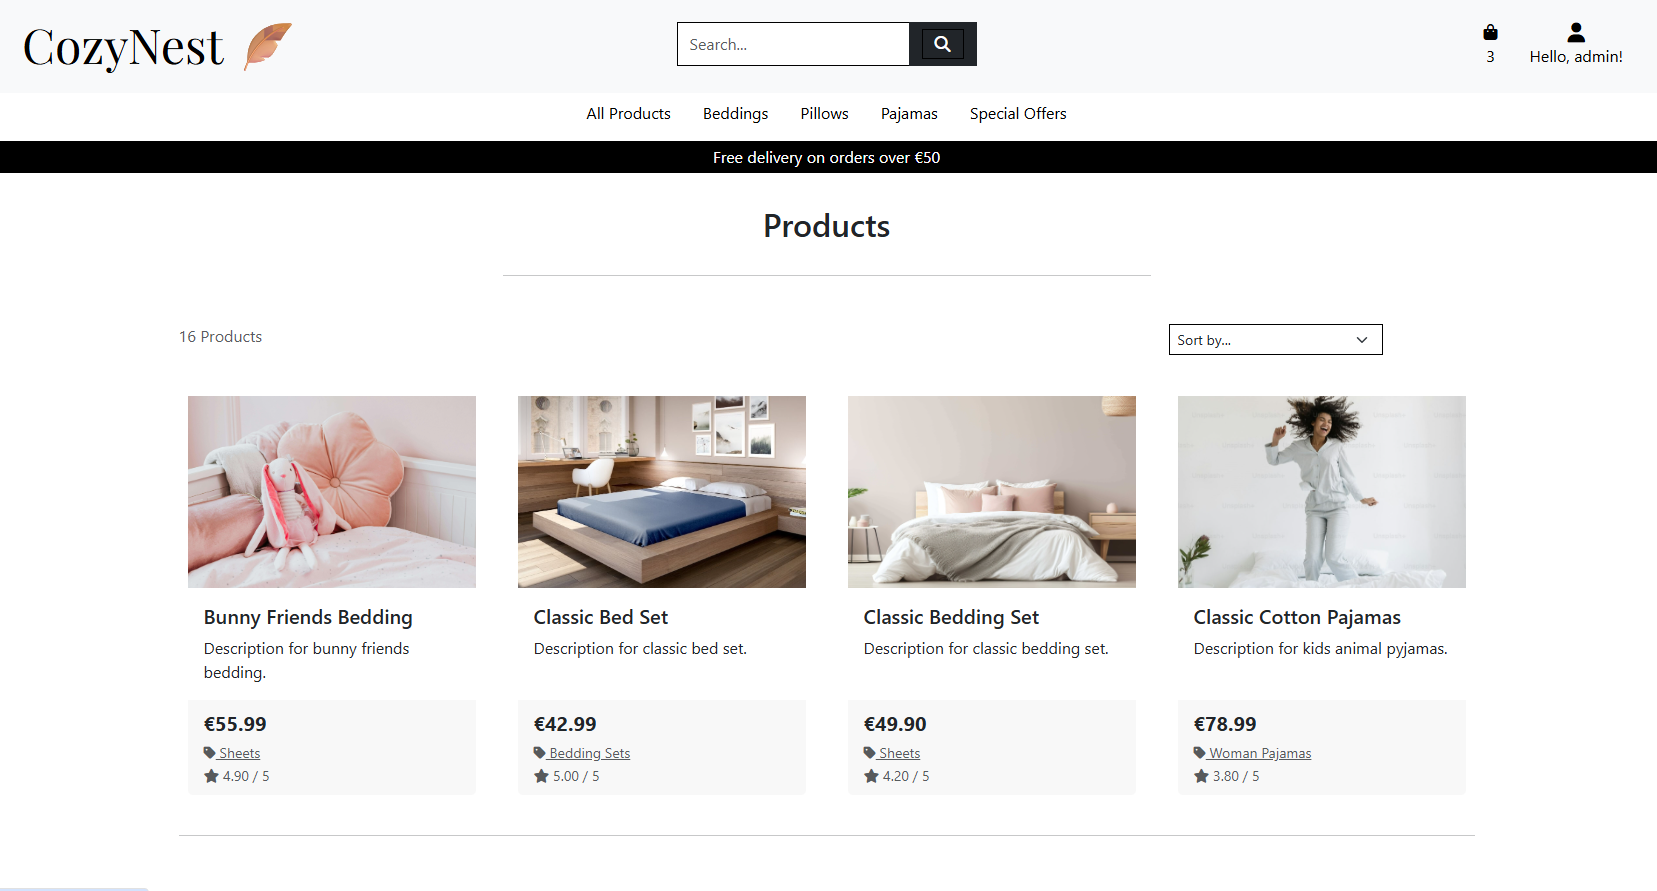 CozyNest
Search...
3
Hello, admin!
All Products
Beddings
Pillows
Pajamas
Special Offers
Free delivery on orders over €50
Products
16 Products
Sort by...
Bunny Friends Bedding
Description for bunny friends
bedding.
€55.99
Sheets
4.90 / 5
Classic Bed Set
Description for classic bed set.
€42.99
Bedding Sets
5.00 / 5
Classic Bedding Set
Description for classic bedding set.
€49.90
Sheets
4.20 / 5
Classic Cotton Pajamas
Description for kids animal pyjamas.
€78.99
Woman Pajamas
3.80 / 5